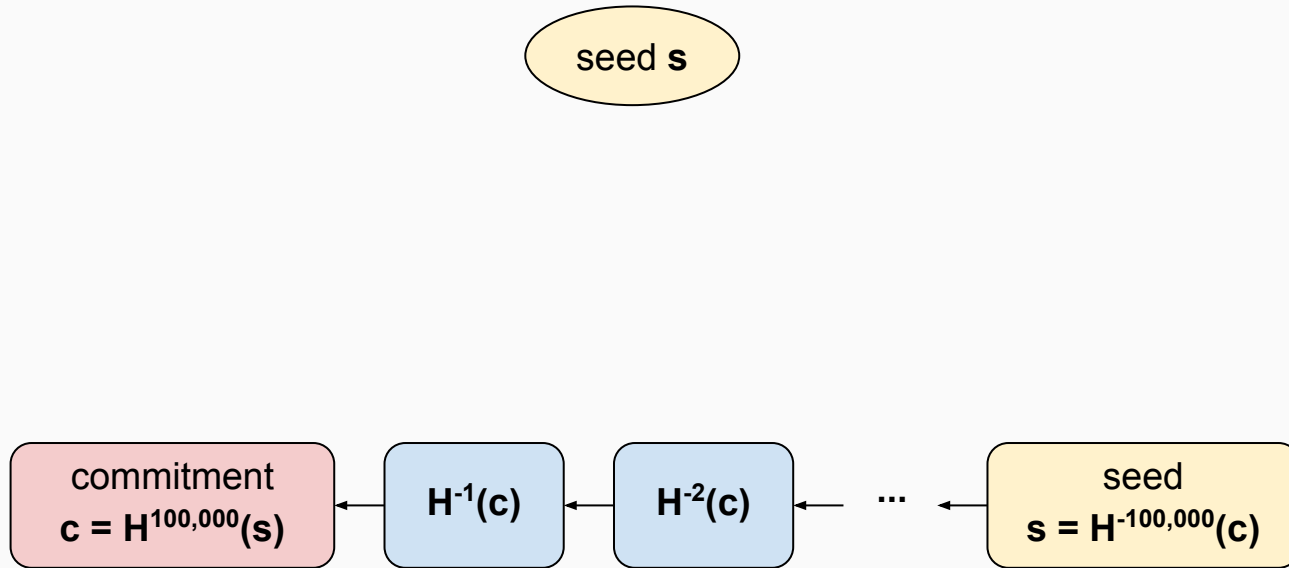 seed s
commitment
c = H¹⁰⁰,⁰⁰⁰(s)
H⁻¹(c)
H⁻²(c)
...
seed
s = H⁻¹⁰⁰,⁰⁰⁰(c)